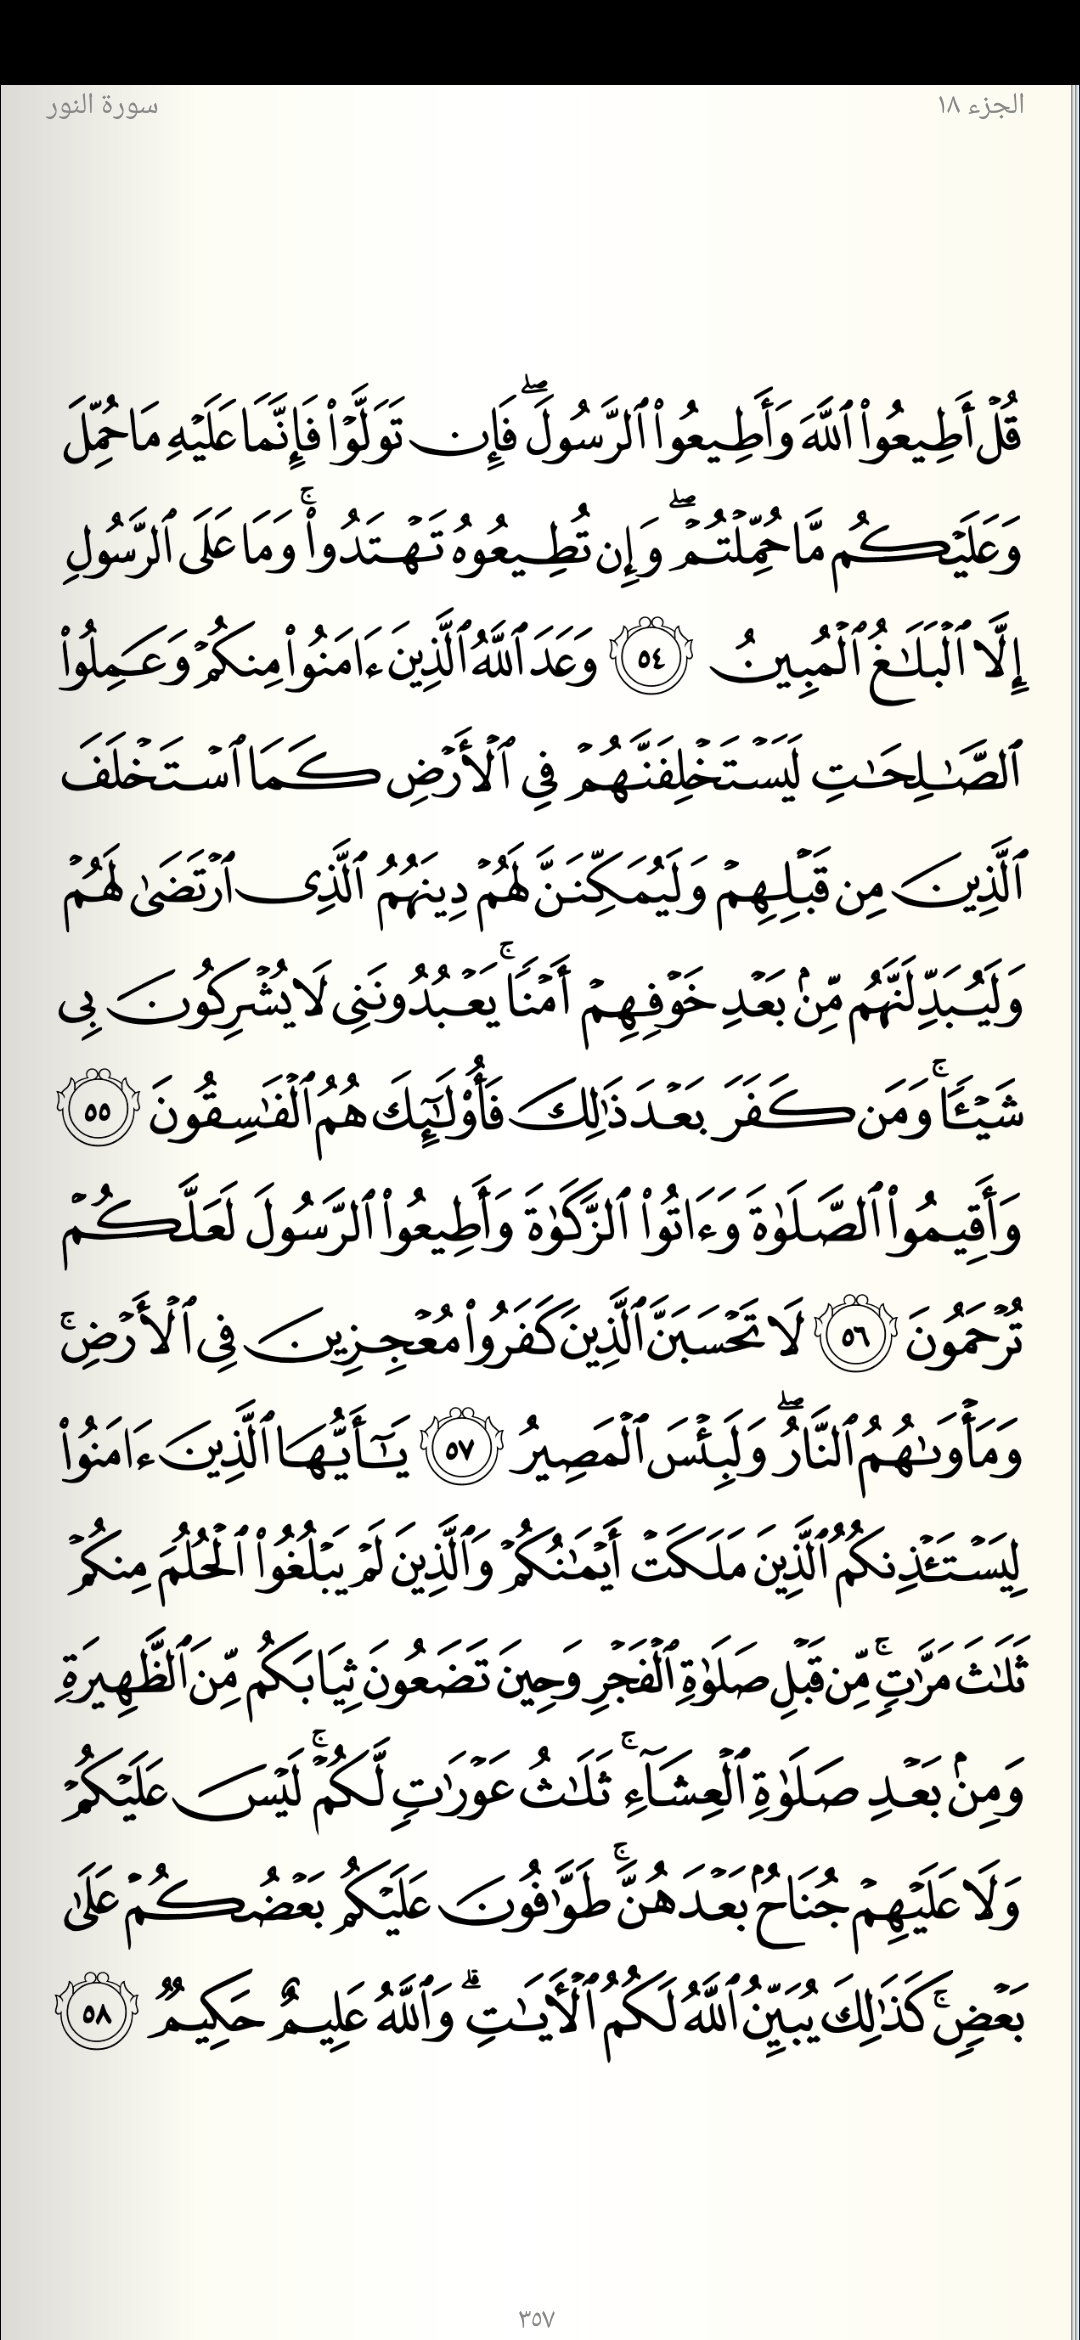 الجزء ١٨
سورة النور
قُلۡ أَطِيعُواْ ٱللَّهَ وَأَطِيعُواْ ٱلرَّسُولَۖ فَإِن تَوَلَّوۡاْ فَإِنَّمَا عَلَيۡهِ مَا حُمِّلَ
وَعَلَيۡكُم مَّا حُمِّلۡتُمۡۖ وَإِن تُطِيعُوهُ تَهۡتَدُواْۚ وَمَا عَلَى ٱلرَّسُولِ
إِلَّا ٱلۡبَلَٰغُ ٱلۡمُبِينُ ٥٤ وَعَدَ ٱللَّهُ ٱلَّذِينَ ءَامَنُواْ مِنكُمۡ وَعَمِلُواْ
ٱلصَّٰلِحَٰتِ لَيَسۡتَخۡلِفَنَّهُمۡ فِي ٱلۡأَرۡضِ كَمَا ٱسۡتَخۡلَفَ
ٱلَّذِينَ مِن قَبۡلِهِمۡ وَلَيُمَكِّنَنَّ لَهُمۡ دِينَهُمُ ٱلَّذِي ٱرۡتَضَىٰ لَهُمۡ
وَلَيُبَدِّلَنَّهُم مِّنۢ بَعۡدِ خَوۡفِهِمۡ أَمۡنٗاۚ يَعۡبُدُونَنِي لَا يُشۡرِكُونَ بِي
شَيۡـٔٗاۚ وَمَن كَفَرَ بَعۡدَ ذَٰلِكَ فَأُوْلَٰٓئِكَ هُمُ ٱلۡفَٰسِقُونَ ٥٥
وَأَقِيمُواْ ٱلصَّلَوٰةَ وَءَاتُواْ ٱلزَّكَوٰةَ وَأَطِيعُواْ ٱلرَّسُولَ لَعَلَّكُمۡ
تُرۡحَمُونَ ٥٦ لَا تَحۡسَبَنَّ ٱلَّذِينَ كَفَرُواْ مُعۡجِزِينَ فِي ٱلۡأَرۡضِۚ
وَمَأۡوَىٰهُمُ ٱلنَّارُۖ وَلَبِئۡسَ ٱلۡمَصِيرُ ٥٧ يَٰٓأَيُّهَا ٱلَّذِينَ ءَامَنُواْ
لِيَسۡتَـٔۡذِنكُمُ ٱلَّذِينَ مَلَكَتۡ أَيۡمَٰنُكُمۡ وَٱلَّذِينَ لَمۡ يَبۡلُغُواْ ٱلۡحُلُمَ مِنكُمۡ
ثَلَٰثَ مَرَّٰتٖۚ مِّن قَبۡلِ صَلَوٰةِ ٱلۡفَجۡرِ وَحِينَ تَضَعُونَ ثِيَابَكُم مِّنَ ٱلظَّهِيرَةِ
وَمِنۢ بَعۡدِ صَلَوٰةِ ٱلۡعِشَآءِۚ ثَلَٰثُ عَوۡرَٰتٖ لَّكُمۡۚ لَيۡسَ عَلَيۡكُمۡ
وَلَا عَلَيۡهِمۡ جُنَاحُۢ بَعۡدَهُنَّۚ طَوَّٰفُونَ عَلَيۡكُم بَعۡضُكُمۡ عَلَىٰ
بَعۡضٖۚ كَذَٰلِكَ يُبَيِّنُ ٱللَّهُ لَكُمُ ٱلۡأٓيَٰتِۗ وَٱللَّهُ عَلِيمٌ حَكِيمٞ ٥٨
٣٥٧